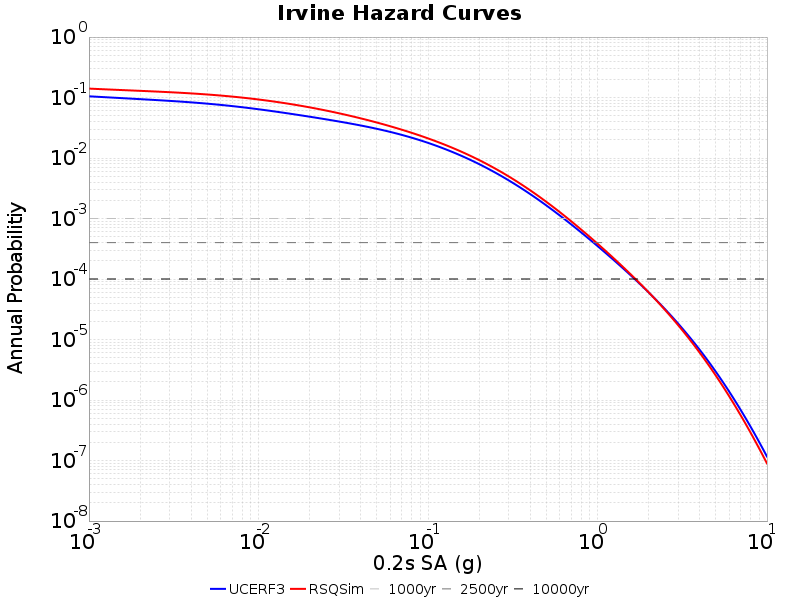 Irvine Hazard Curves
10^0
10^-1
10^-2
10^-3
10^-4
10^-5
10^-6
10^-7
10^-8
Annual Probabilitiy
10^-3 10^-2 10^-1 10^0 10^1
0.2s SA (g)
UCERF3 RSQSim 1000yr 2500yr 10000yr